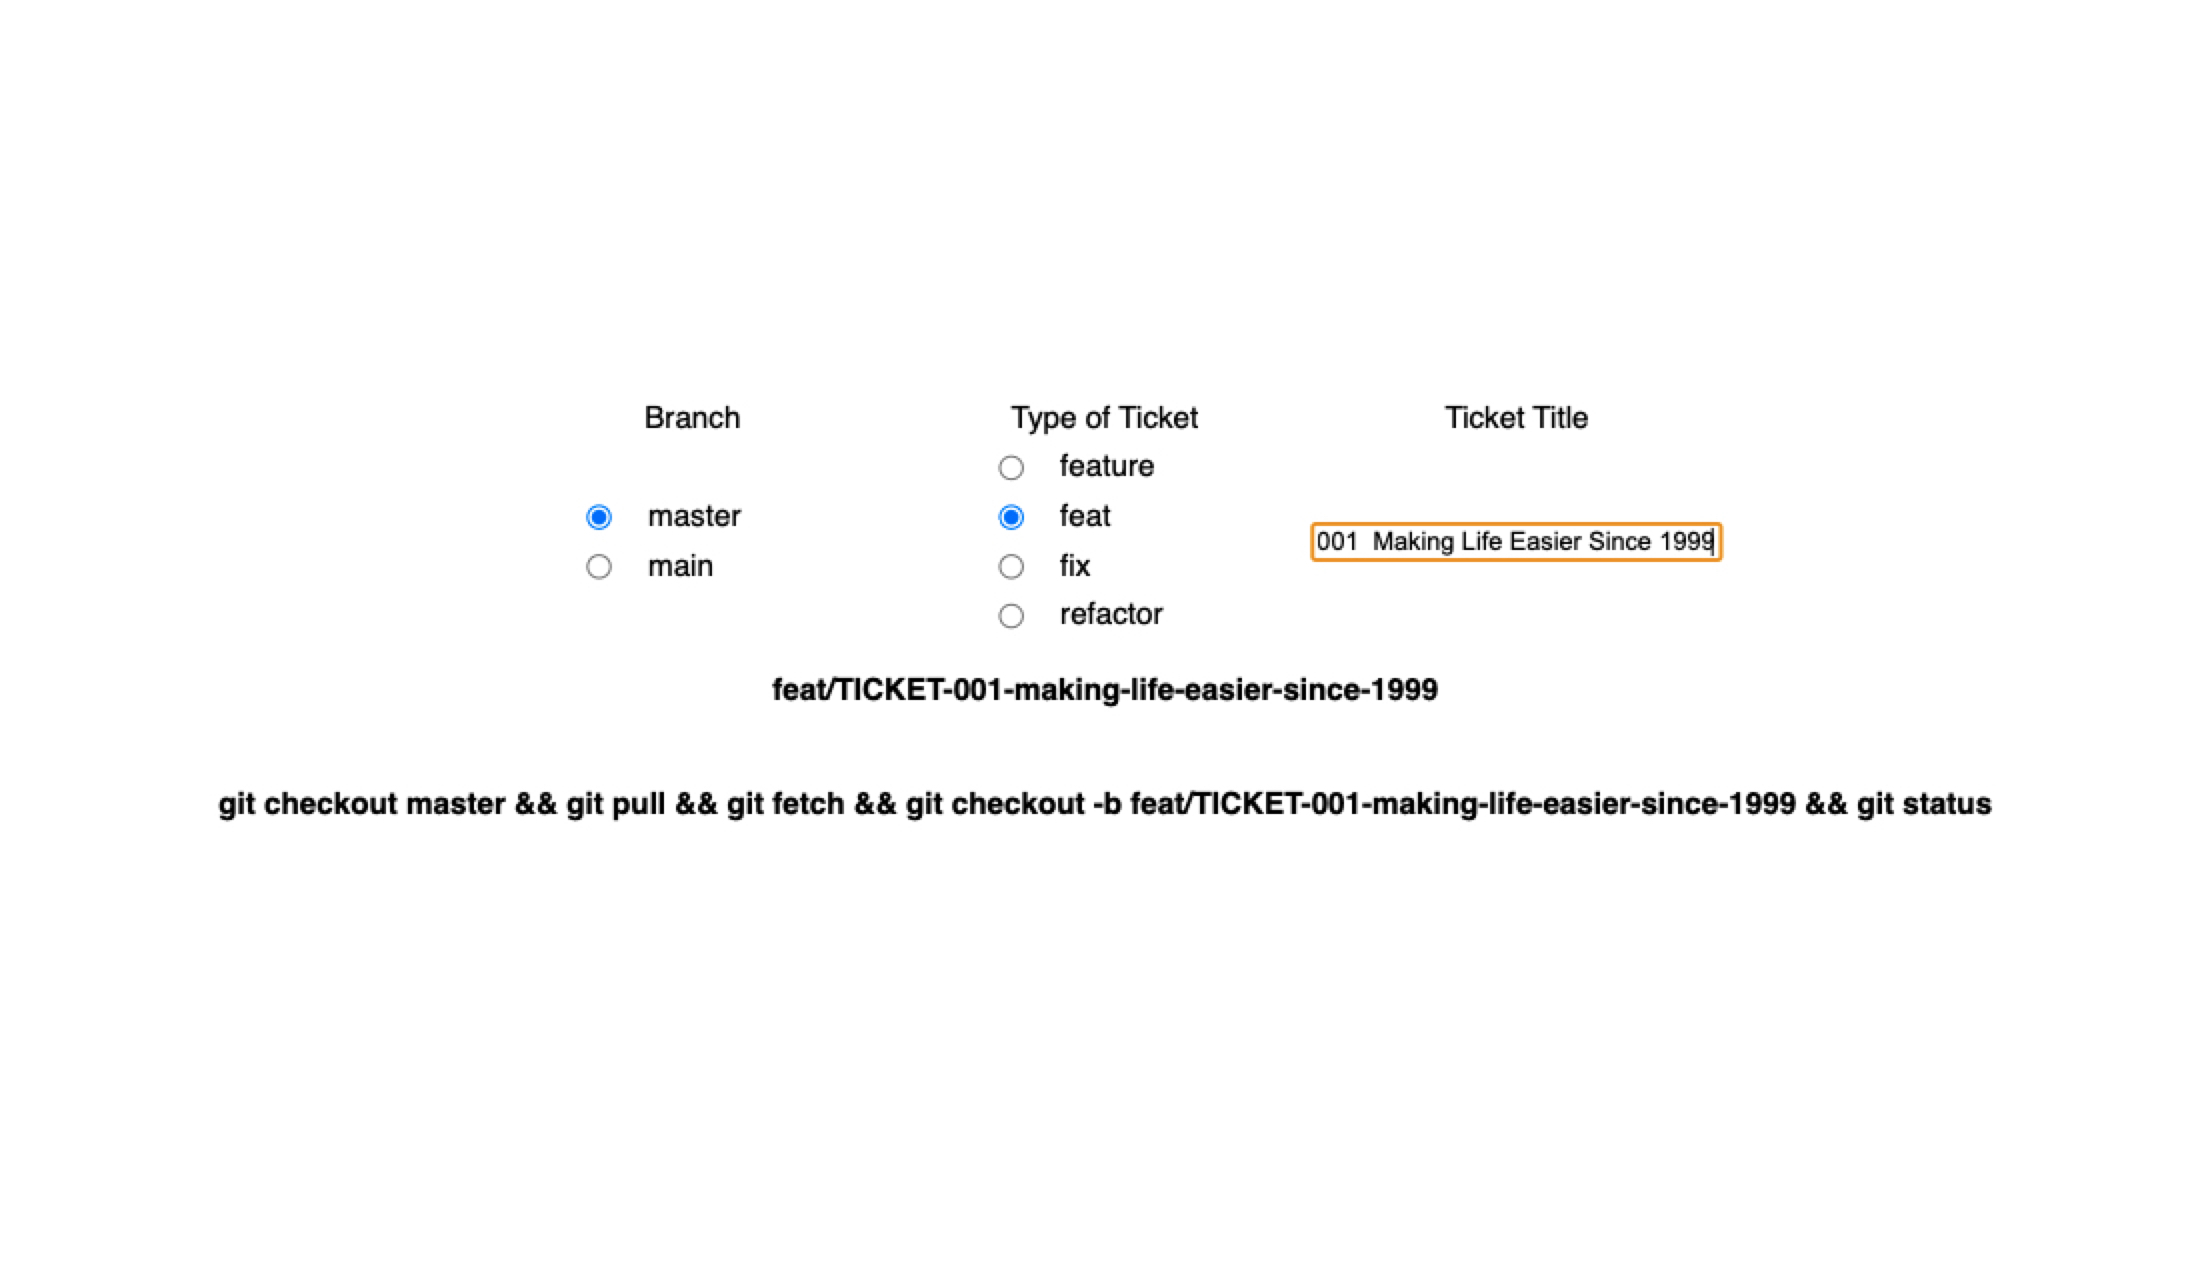 Branch
master
main
Type of Ticket
feature
feat
fix
refactor
Ticket Title
001  Making Life Easier Since 1999
feat/TICKET-001-making-life-easier-since-1999
git checkout master && git pull && git fetch && git checkout -b feat/TICKET-001-making-life-easier-since-1999 && git status